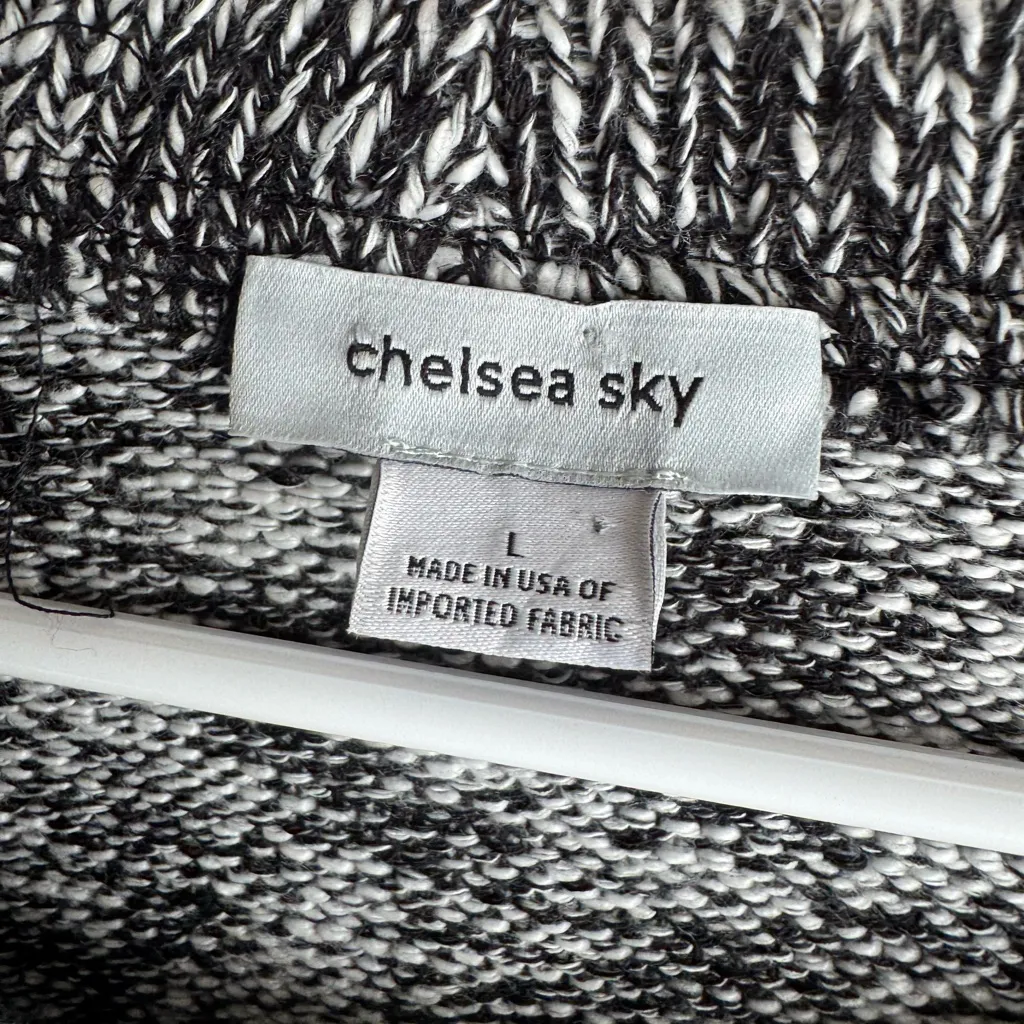 chelsea sky
L
MADE IN USA OF
IMPORTED FABRIC